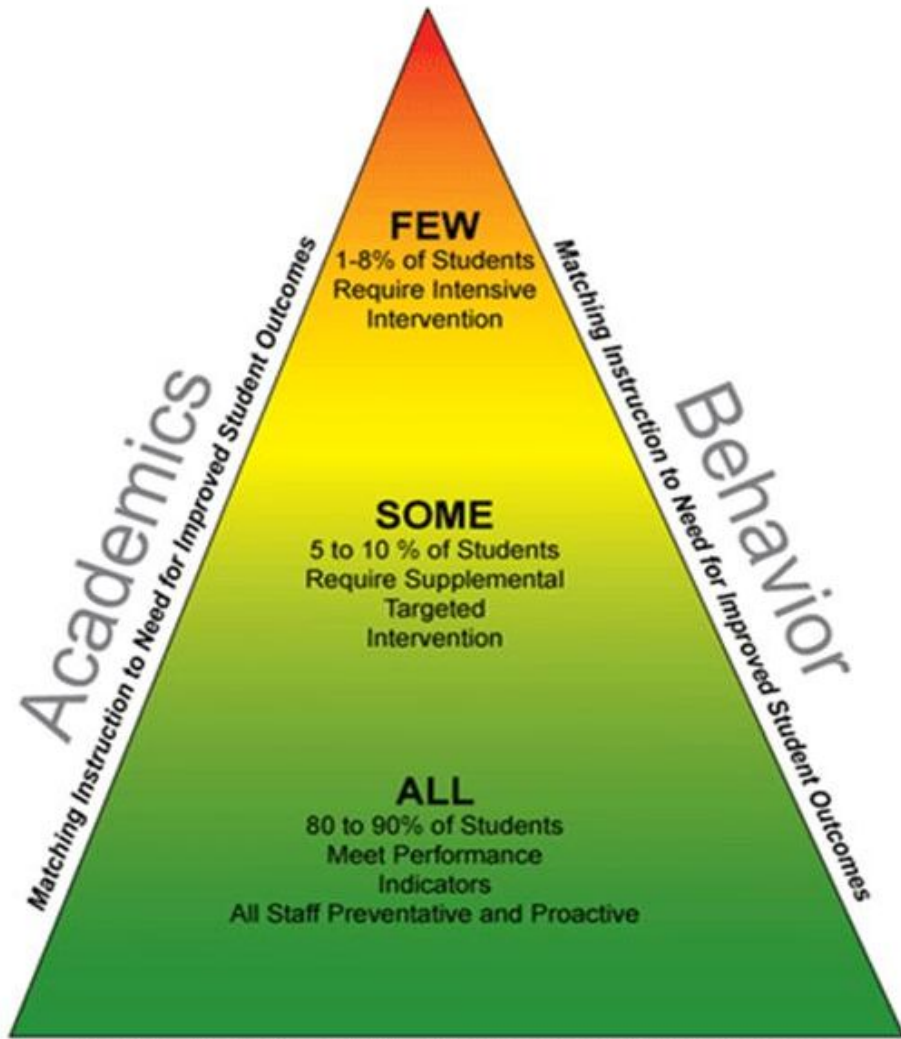 FEW
1-8% of Students
Require Intensive
Intervention
Academics
Matching Instruction to Need for Improved Student Outcomes
Matching Instruction to Need for Improved Student Outcomes
Behavior
SOME
5 to 10 % of Students
Require Supplemental
Targeted
Intervention
ALL
80 to 90% of Students
Meet Performance
Indicators
All Staff Preventative and Proactive